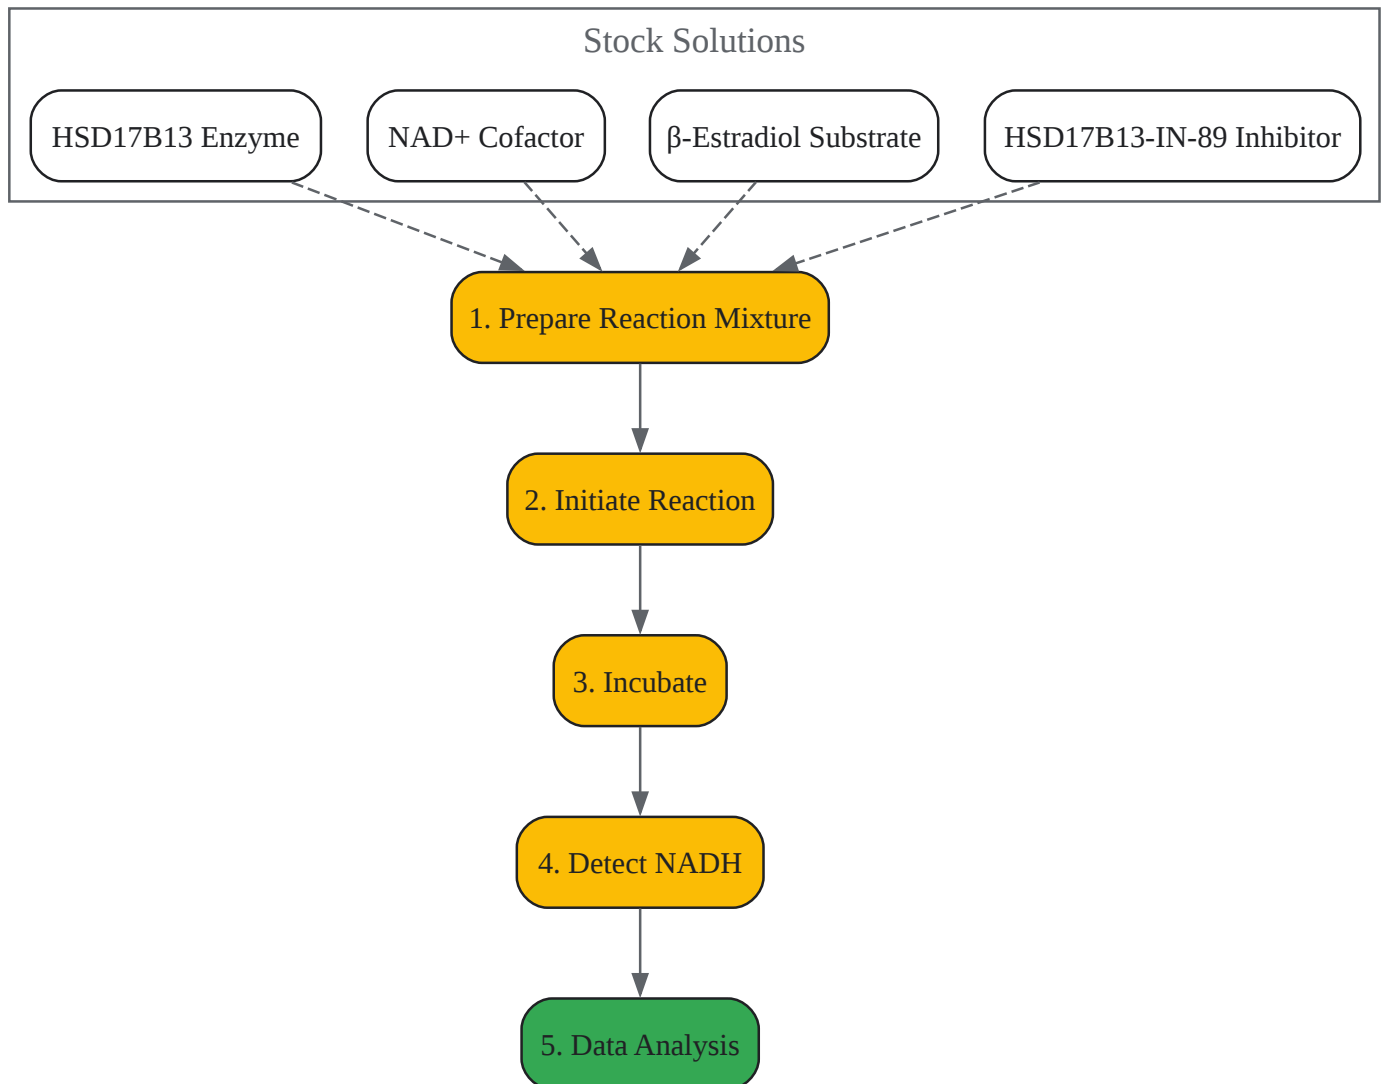 Stock Solutions
HSD17B13 Enzyme
NAD+ Cofactor
β-Estradiol Substrate
HSD17B13-IN-89 Inhibitor
1. Prepare Reaction Mixture
2. Initiate Reaction
3. Incubate
4. Detect NADH
5. Data Analysis